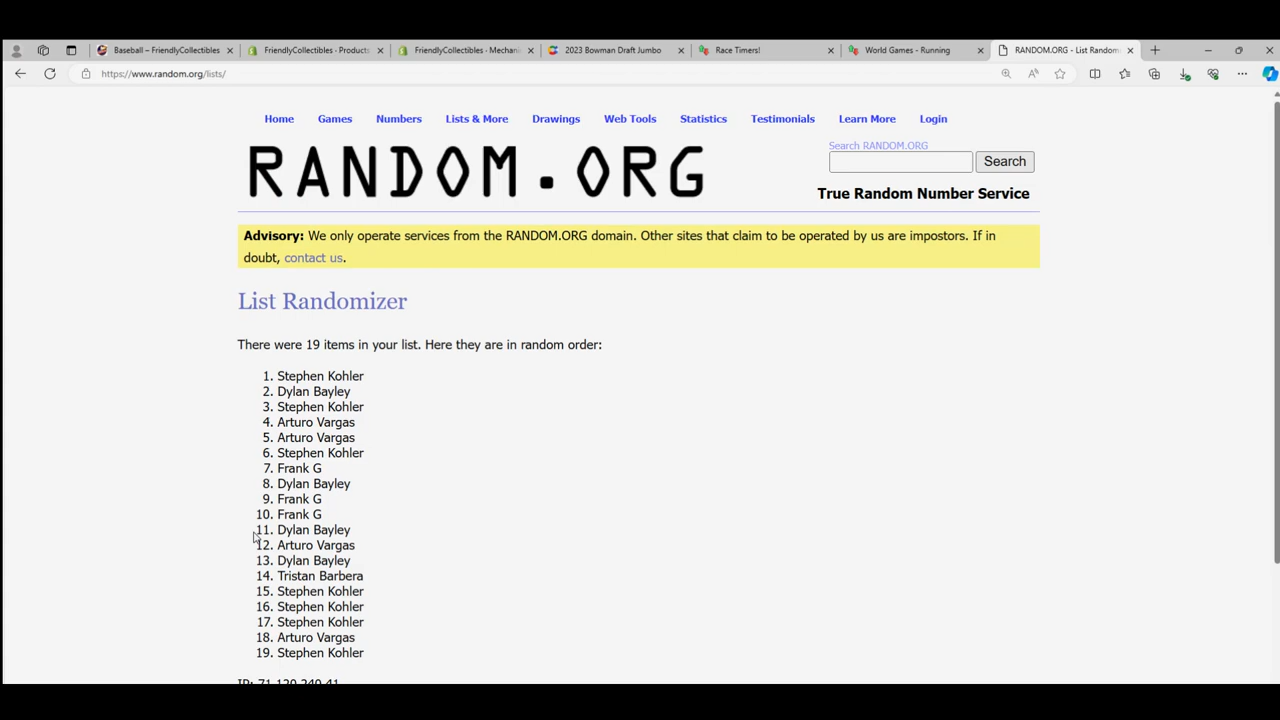 Baseball – FriendlyCollectibles
FriendlyCollectibles · Products
FriendlyCollectibles · Mechani
2023 Bowman Draft Jumbo
Race Timers!
World Games - Running
RANDOM.ORG - List Random
https://www.random.org/lists/
Home Games Numbers Lists & More Drawings Web Tools Statistics Testimonials Learn More Login
RANDOM.ORG
Search RANDOM.ORG
Search
True Random Number Service
Advisory: We only operate services from the RANDOM.ORG domain. Other sites that claim to be operated by us are impostors. If in
doubt, contact us.
List Randomizer
There were 19 items in your list. Here they are in random order:
1. Stephen Kohler
2. Dylan Bayley
3. Stephen Kohler
4. Arturo Vargas
5. Arturo Vargas
6. Stephen Kohler
7. Frank G
8. Dylan Bayley
9. Frank G
10. Frank G
11. Dylan Bayley
12. Arturo Vargas
13. Dylan Bayley
14. Tristan Barbera
15. Stephen Kohler
16. Stephen Kohler
17. Stephen Kohler
18. Arturo Vargas
19. Stephen Kohler